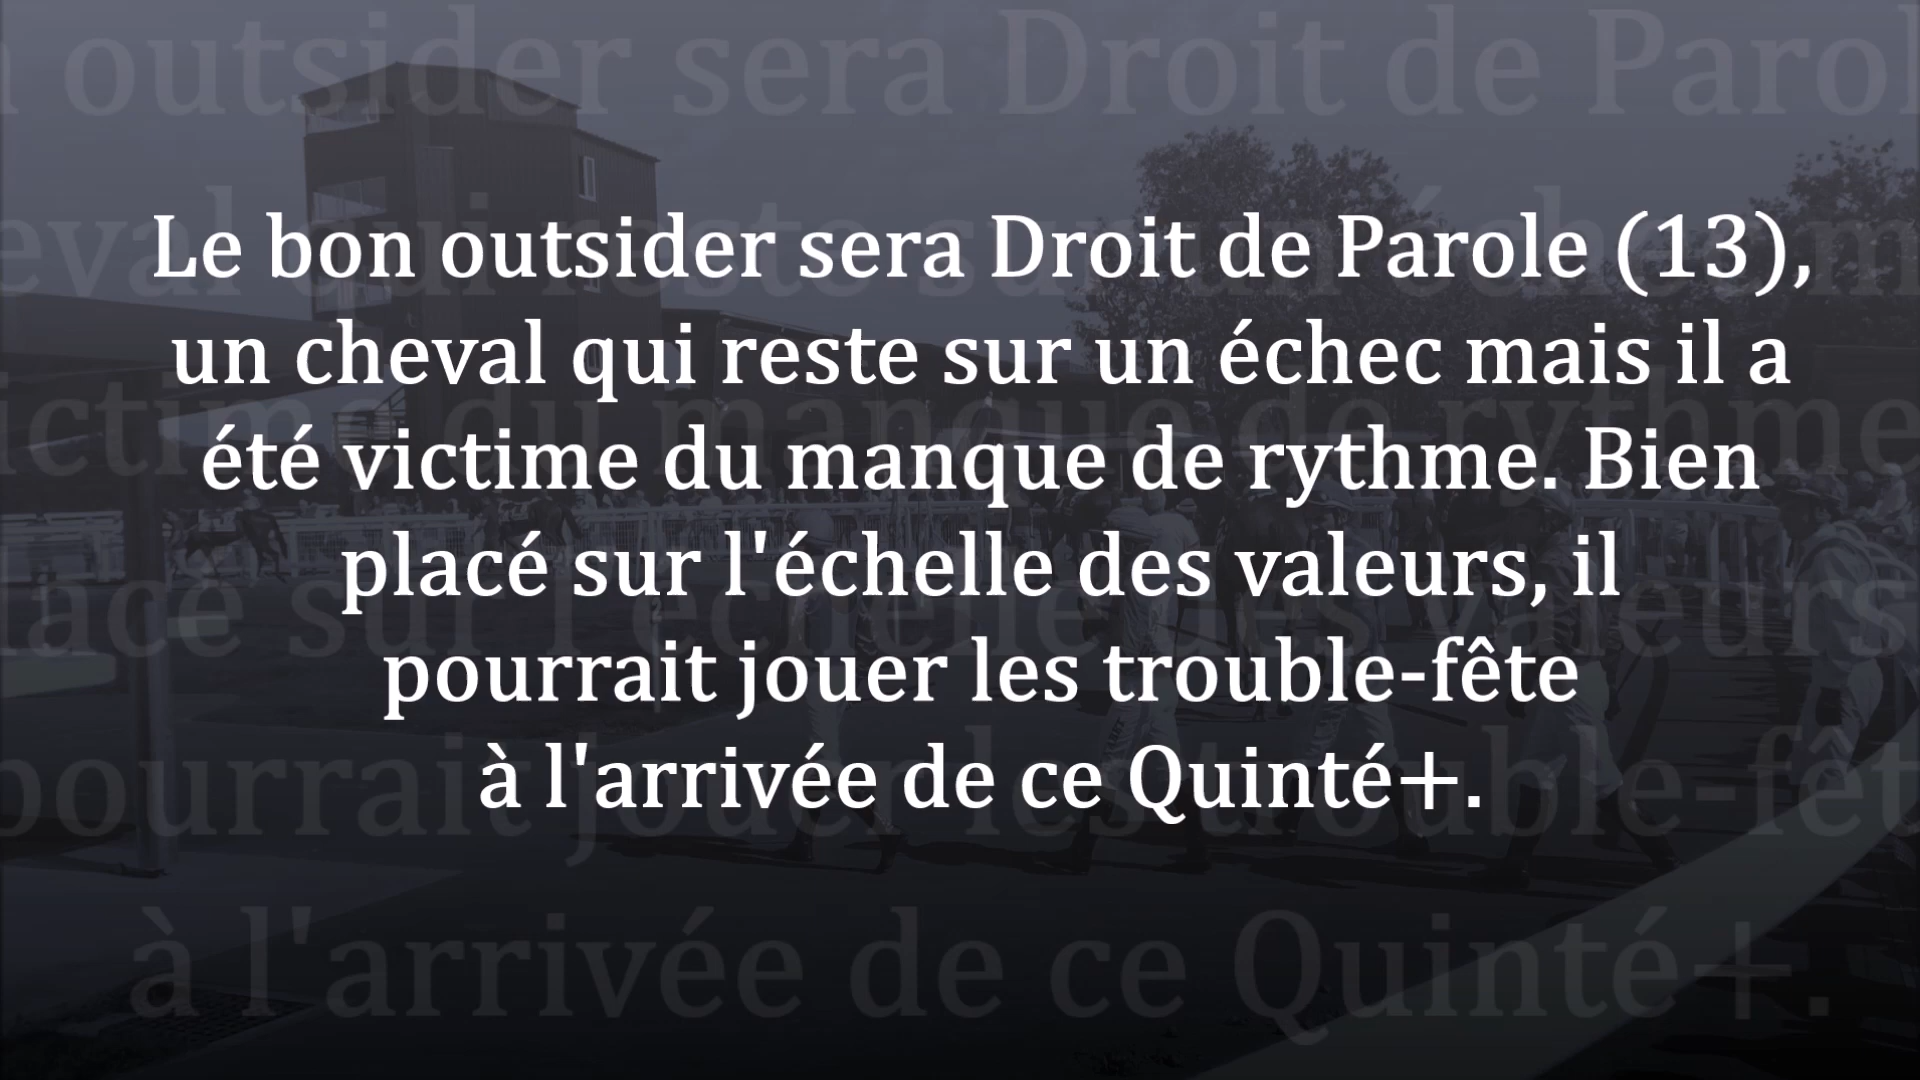 Le bon outsider sera Droit de Parole (13),
un cheval qui reste sur un échec mais il a
été victime du manque de rythme. Bien
placé sur l'échelle des valeurs, il
pourrait jouer les trouble-fête
à l'arrivée de ce Quinté+.